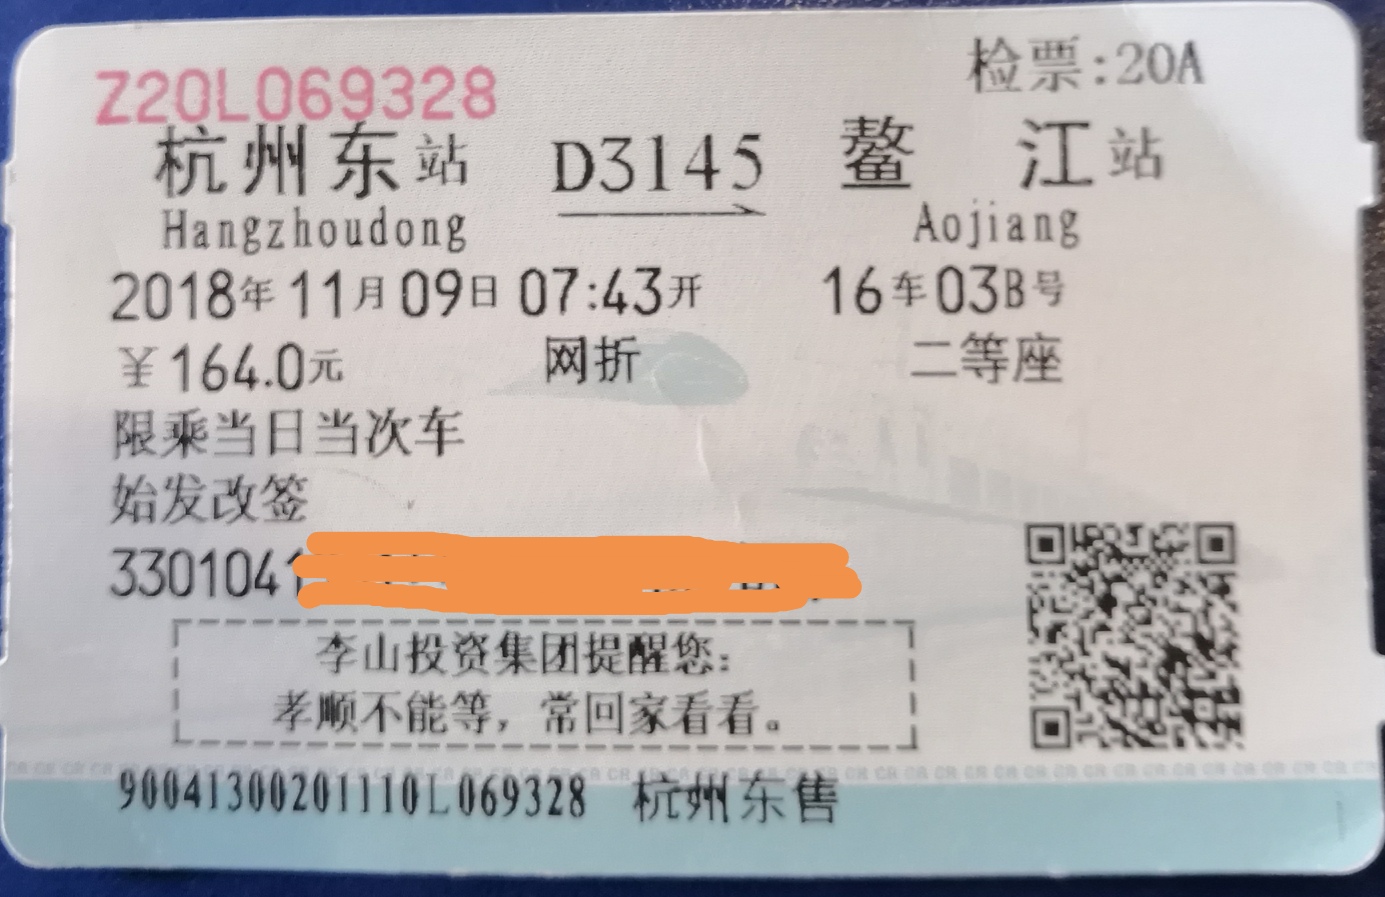 检票:20A
Z20L069328
杭州东站 D3145 鳌江站
Hangzhoudong Aojiang
2018年11月09日07:43开 16车03B号
￥164.0元 网折 二等座
限乘当日当次车
始发改签
3301041
李山投资集团提醒您:
孝顺不能等，常回家看看。
90041300201110L069328 杭州东售